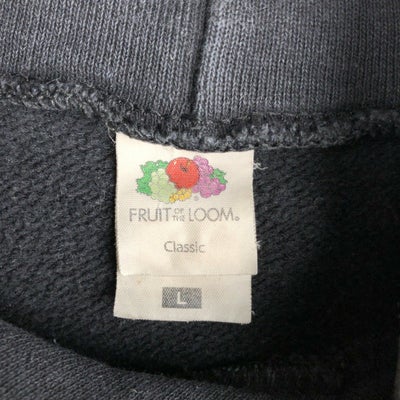 FRUIT OF THE LOOM®
Classic
L